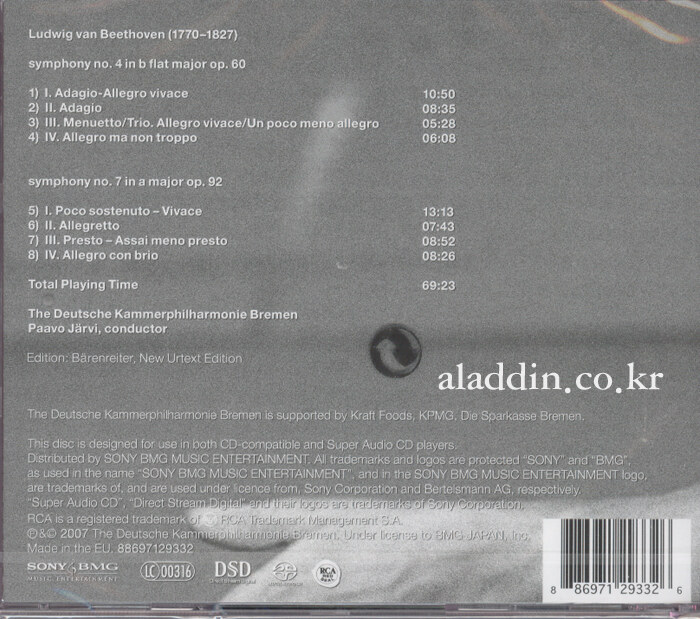 Ludwig van Beethoven (1770–1827)
symphony no. 4 in b flat major op. 60
1) I. Adagio-Allegro vivace 10:50
2) II. Adagio 08:35
3) III. Menuetto/Trio. Allegro vivace/Un poco meno allegro 05:28
4) IV. Allegro ma non troppo 06:08
symphony no. 7 in a major op. 92
5) I. Poco sostenuto – Vivace 13:13
6) II. Allegretto 07:43
7) III. Presto – Assai meno presto 08:52
8) IV. Allegro con brio 08:26
Total Playing Time 69:23
The Deutsche Kammerphilharmonie Bremen
Paavo Järvi, conductor
Edition: Bärenreiter, New Urtext Edition
aladdin.co.kr
The Deutsche Kammerphilharmonie Bremen is supported by Kraft Foods, KPMG, Die Sparkasse Bremen.
This disc is designed for use in both CD-compatible and Super Audio CD players.
Distributed by SONY BMG MUSIC ENTERTAINMENT. All trademarks and logos are protected "SONY" and "BMG",
as used in the name "SONY BMG MUSIC ENTERTAINMENT", and in the SONY BMG MUSIC ENTERTAINMENT logo,
are trademarks of, and are used under licence from, Sony Corporation and Bertelsmann AG, respectively.
"Super Audio CD", "Direct Stream Digital" and their logos are trademarks of Sony Corporation.
RCA is a registered trademark of RCA Trademark Management S.A.
℗&© 2007 The Deutsche Kammerphilharmonie Bremen. Under license to BMG JAPAN, Inc.
Made in the EU. 88697129332
SONY BMG
MUSIC ENTERTAINMENT
LC 00316
DSD
Direct Stream Digital
RCA
RED
SEAL
8 86971 29332 6